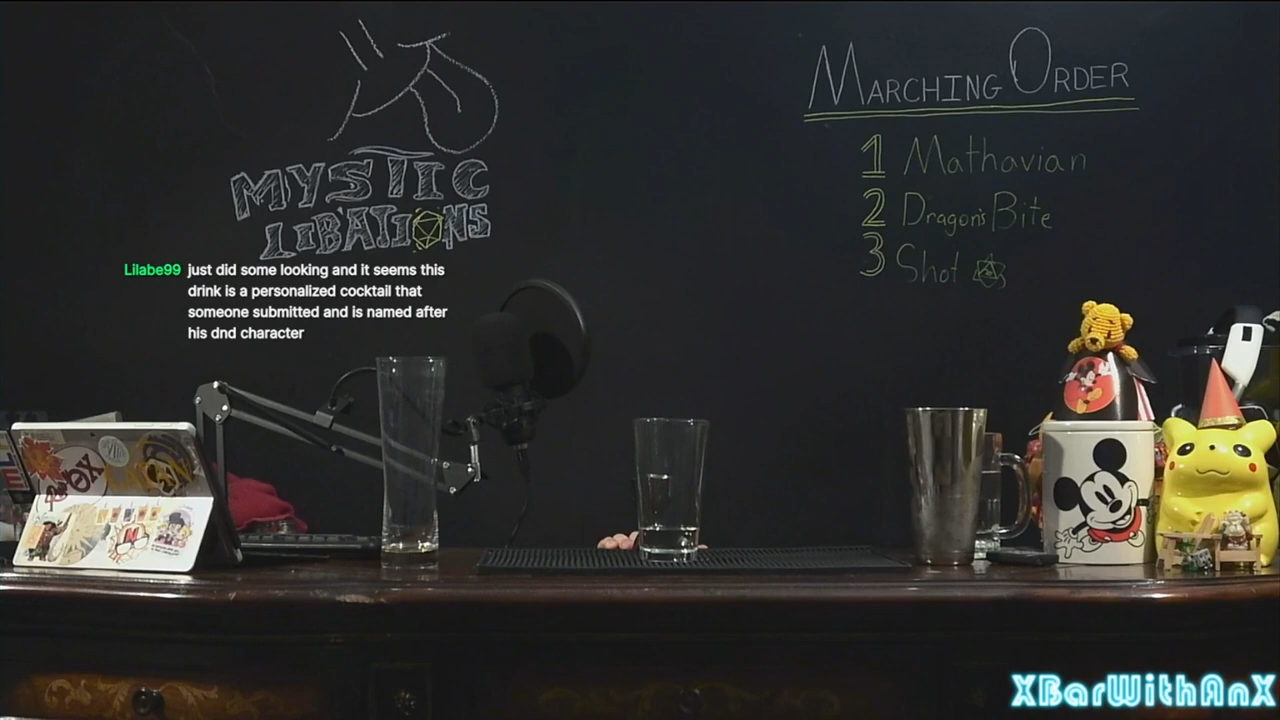 MYSTIC
LIBATIONS
MARCHING ORDER
1 Mathavian
2 Dragon's Bite
3 Shot
Lilabe99 just did some looking and it seems this
drink is a personalized cocktail that
someone submitted and is named after
his dnd character
XBarWithAnX